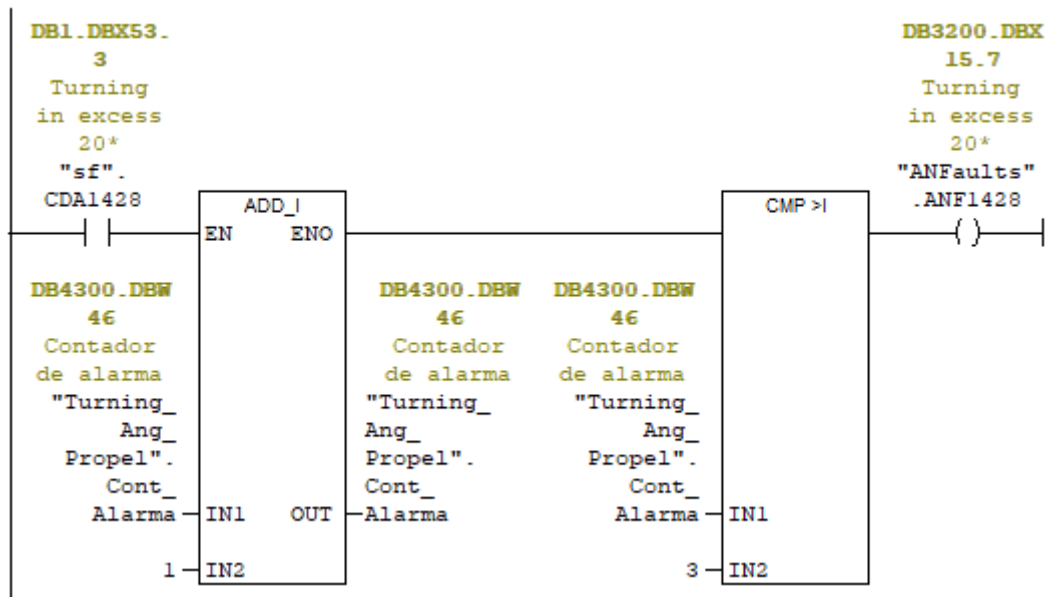 DB1.DBX53.
3
Turning
in excess
20*
"sf".
CDA1428
DB3200.DBX
15.7
Turning
in excess
20*
"ANFaults"
.ANF1428
ADD_I
EN ENO
CMP >I
DB4300.DBW
46
Contador
de alarma
"Turning_
Ang_
Propel".
Cont_
Alarma
IN1 OUT
1
IN2
DB4300.DBW
46
Contador
de alarma
"Turning_
Ang_
Propel".
Cont_
Alarma
DB4300.DBW
46
Contador
de alarma
"Turning_
Ang_
Propel".
Cont_
Alarma
IN1
3
IN2